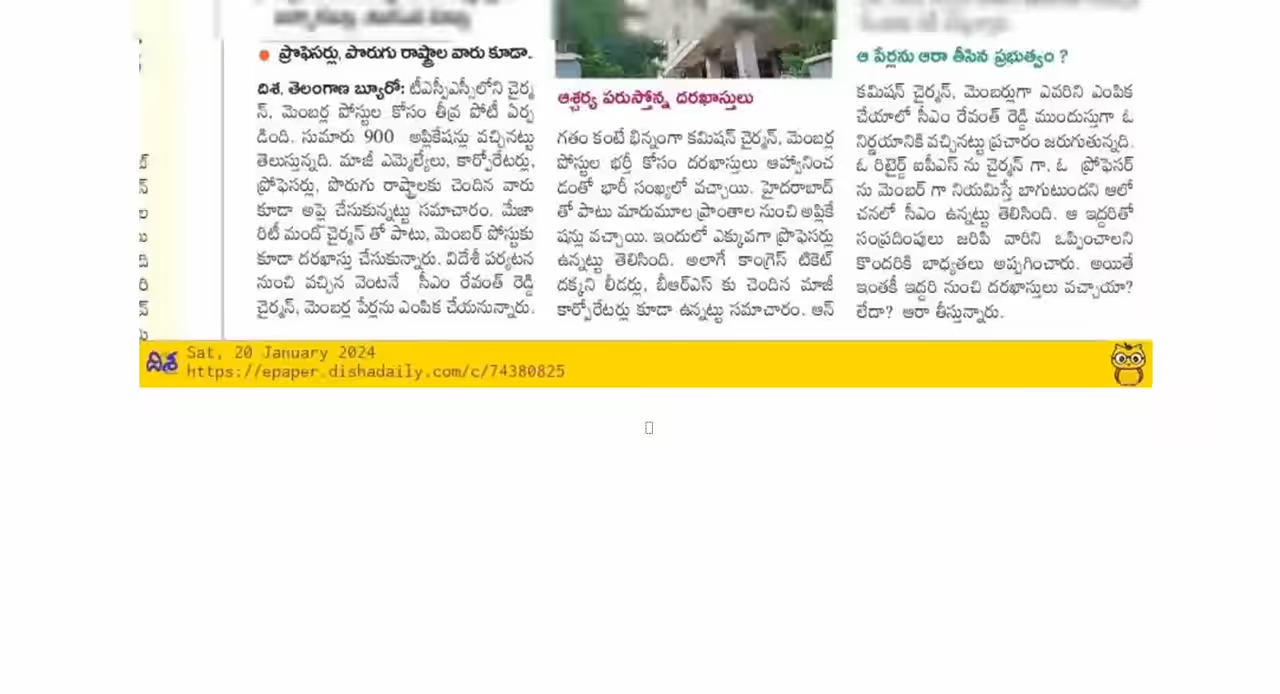 ప్రొఫెసర్లు, పొరుగు రాష్ట్రాల వారు కూడా..
దిశ, తెలంగాణ బ్యూరో: టీఎస్పీఎస్సీలోని చైర్మ
న్, మెంబర్ల పోస్టుల కోసం తీవ్ర పోటీ ఏర్ప
డింది. సుమారు 900 అప్లికేషన్లు వచ్చినట్టు
తెలుస్తున్నది. మాజీ ఎమ్మెల్యేలు, కార్పోరేటర్లు,
ప్రోఫెసర్లు, పొరుగు రాష్ట్రాలకు చెందిన వారు
కూడా అప్లై చేసుకున్నట్టు సమాచారం. మేజా
రిటీ మంది చైర్మన్ తో పాటు, మెంబర్ పోస్టుకు
కూడా దరఖాస్తు చేసుకున్నారు. విదేశీ పర్యటన
నుంచి వచ్చిన వెంటనే సీఎం రేవంత్ రెడ్డి
చైర్మన్, మెంబర్ల పేర్లను ఎంపిక చేయనున్నారు.
ఆశ్చర్య పరుస్తోన్న దరఖాస్తులు
గతం కంటే భిన్నంగా కమిషన్ చైర్మన్, మెంబర్ల
పోస్టుల భర్తీ కోసం దరఖాస్తులు ఆహ్వానించ
డంతో భారీ సంఖ్యలో వచ్చాయి. హైదరాబాద్
తో పాటు మారుమూల ప్రాంతాల నుంచి అప్లికే
షన్లు వచ్చాయి. ఇందులో ఎక్కువగా ప్రొఫెసర్లు
ఉన్నట్టు తెలిసింది. అలాగే కాంగ్రెస్ టికెట్
దక్కని లీడర్లు, బీఆర్ఎస్ కు చెందిన మాజీ
కార్పోరేటర్లు కూడా ఉన్నట్టు సమాచారం. ఆన్
ఆ పేర్లను ఆరా తీసిన ప్రభుత్వం ?
కమిషన్ చైర్మన్, మెంబర్లుగా ఎవరిని ఎంపిక
చేయాలో సీఎం రేవంత్ రెడ్డి ముందుస్తుగా ఓ
నిర్ణయానికి వచ్చినట్టు ప్రచారం జరుగుతున్నది.
ఓ రిటైర్డ్ ఐపీఎస్ ను చైర్మన్ గా, ఓ ప్రోఫెసర్
ను మెంబర్ గా నియమిస్తే బాగుటుందని ఆలో
చనలో సీఎం ఉన్నట్టు తెలిసింది. ఆ ఇద్దరితో
సంప్రదింపులు జరిపి వారిని ఒప్పించాలని
కొందరికి బాధ్యతలు అప్పగించారు. అయితే
ఇంతకీ ఇద్దరి నుంచి దరఖాస్తులు వచ్చాయా?
లేదా? ఆరా తీస్తున్నారు.
దిశ
Sat, 20 January 2024
https://epaper.dishadaily.com/c/74380825